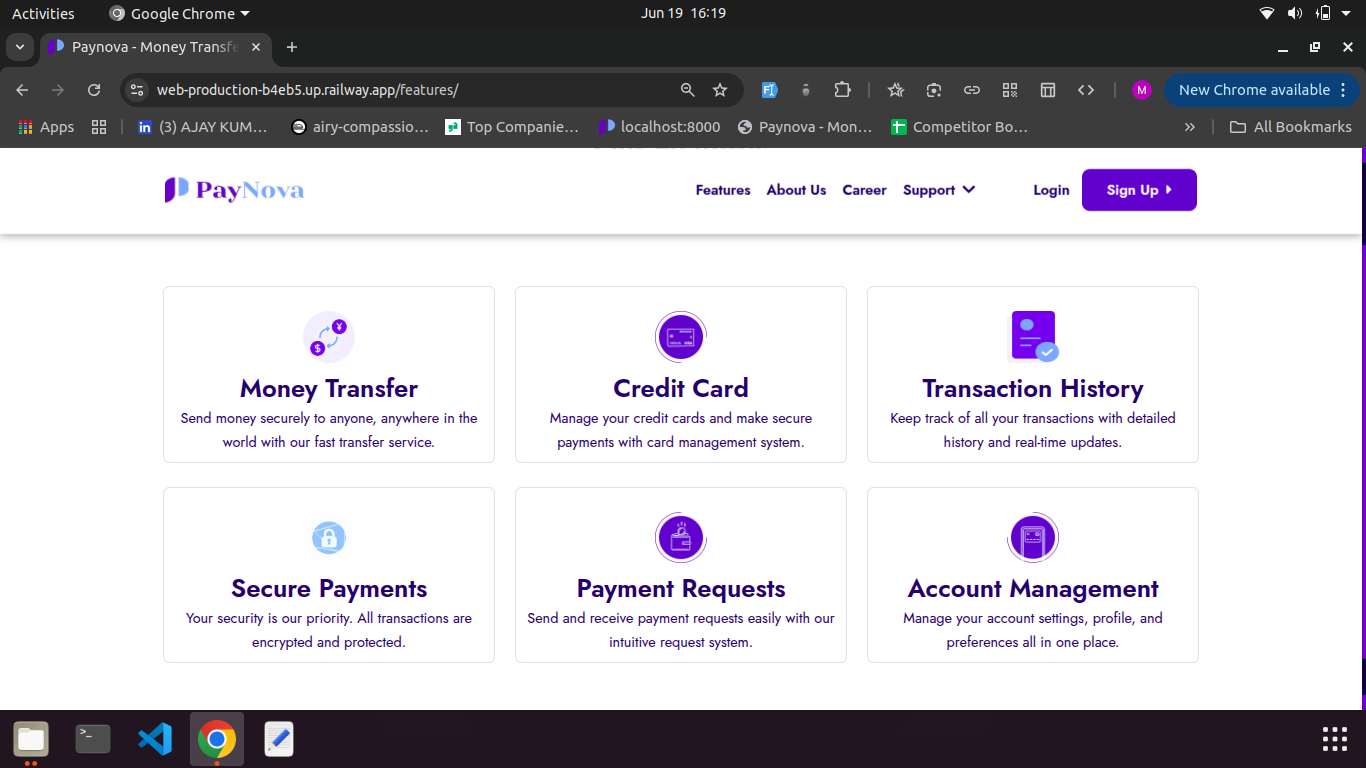 Activities
Google Chrome
Jun 19 16:19
Paynova - Money Transfe
web-production-b4eb5.up.railway.app/features/
M
New Chrome available
Apps
(3) AJAY KUM…
airy-compassio…
Top Companie…
localhost:8000
Paynova - Mon…
Competitor Bo…
»
All Bookmarks
PayNova
Features
About Us
Career
Support
Login
Sign Up
Money Transfer
Send money securely to anyone, anywhere in the
world with our fast transfer service.
Credit Card
Manage your credit cards and make secure
payments with card management system.
Transaction History
Keep track of all your transactions with detailed
history and real-time updates.
Secure Payments
Your security is our priority. All transactions are
encrypted and protected.
Payment Requests
Send and receive payment requests easily with our
intuitive request system.
Account Management
Manage your account settings, profile, and
preferences all in one place.